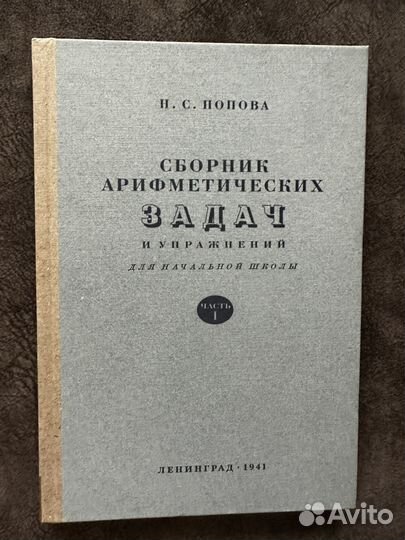 Н. С. ПОПОВА
СБОРНИК
АРИФМЕТИЧЕСКИХ
ЗАДАЧ
И УПРАЖНЕНИЙ
ДЛЯ НАЧАЛЬНОЙ ШКОЛЫ
ЧАСТЬ
I
ЛЕНИНГРАД · 1941
Avito